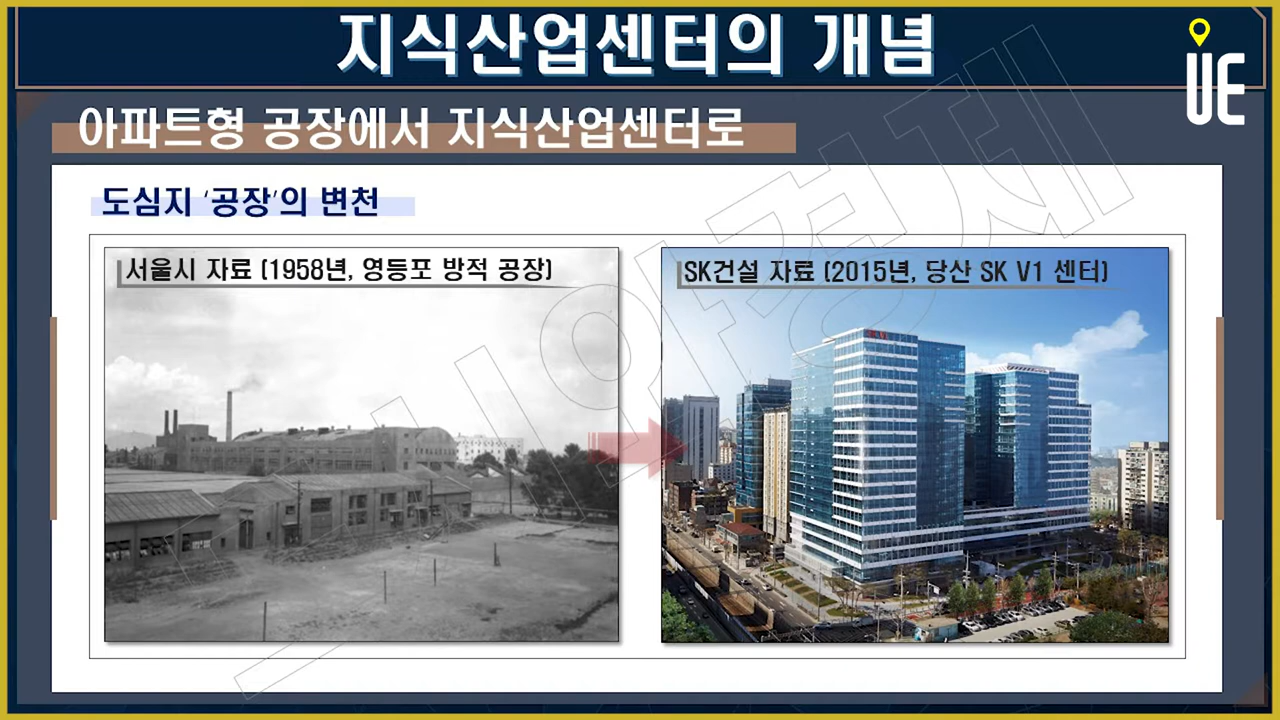 지식산업센터의 개념
UE
아파트형 공장에서 지식산업센터로
도심지 '공장'의 변천
서울시 자료 (1958년, 영등포 방적 공장)
SK건설 자료 (2015년, 당산 SK V1 센터)